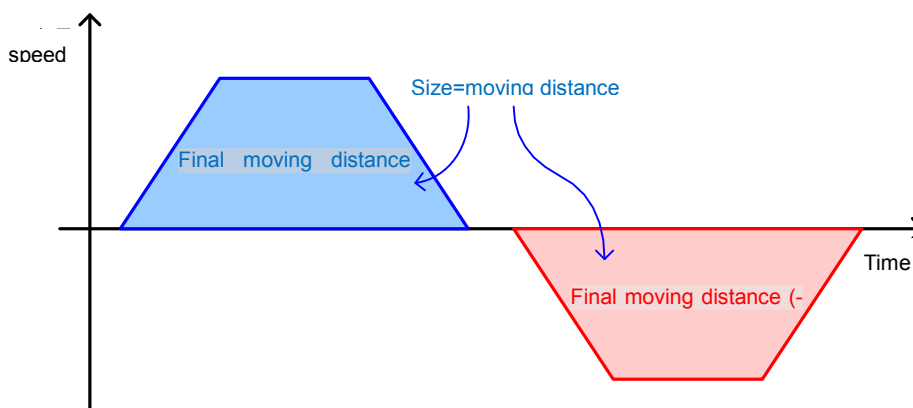 speed
Size=moving distance
Final moving distance
Time
Final moving distance (-